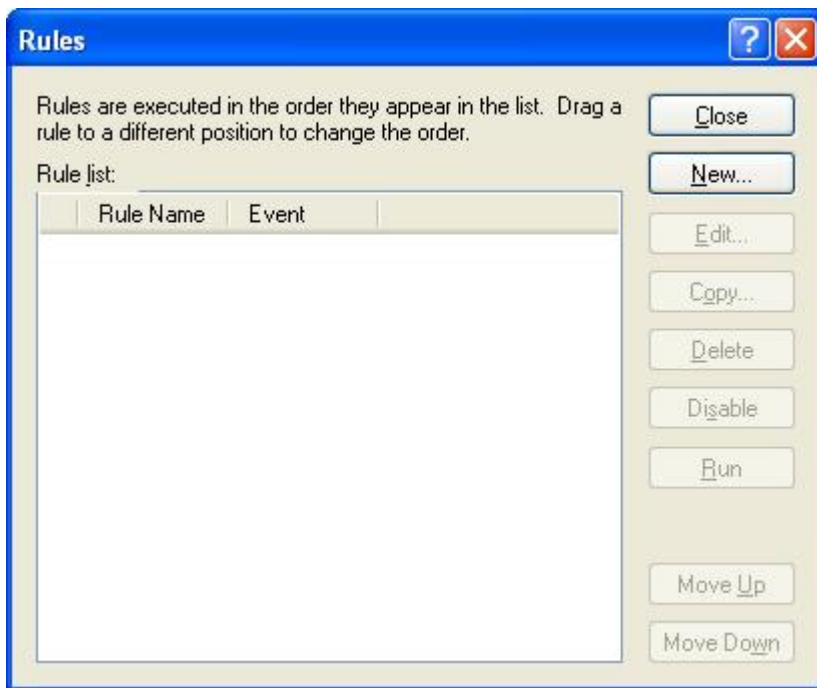 Rules
Rules are executed in the order they appear in the list. Drag a
rule to a different position to change the order.
Rule list:
Rule Name Event
Close
New...
Edit...
Copy...
Delete
Disable
Run
Move Up
Move Down